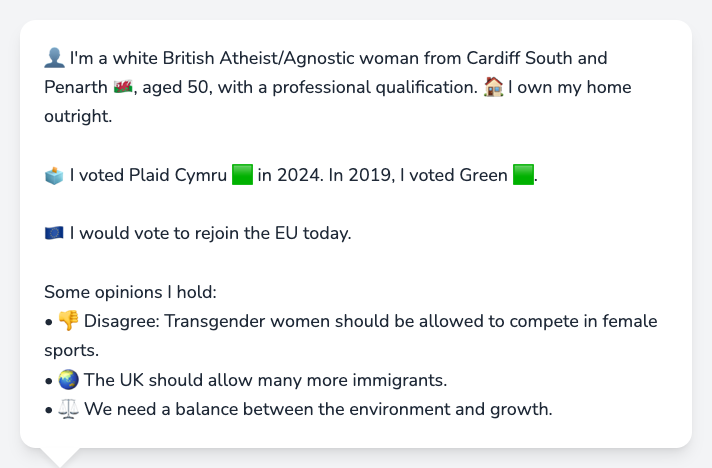 👤 I'm a white British Atheist/Agnostic woman from Cardiff South and
Penarth 🏴󠁧󠁢󠁷󠁬󠁳󠁿, aged 50, with a professional qualification. 🏠 I own my home
outright.
🗳️ I voted Plaid Cymru 🟩 in 2024. In 2019, I voted Green 🟩.
🇪🇺 I would vote to rejoin the EU today.
Some opinions I hold:
• 👎 Disagree: Transgender women should be allowed to compete in female
sports.
• 🌏 The UK should allow many more immigrants.
• ⚖️ We need a balance between the environment and growth.